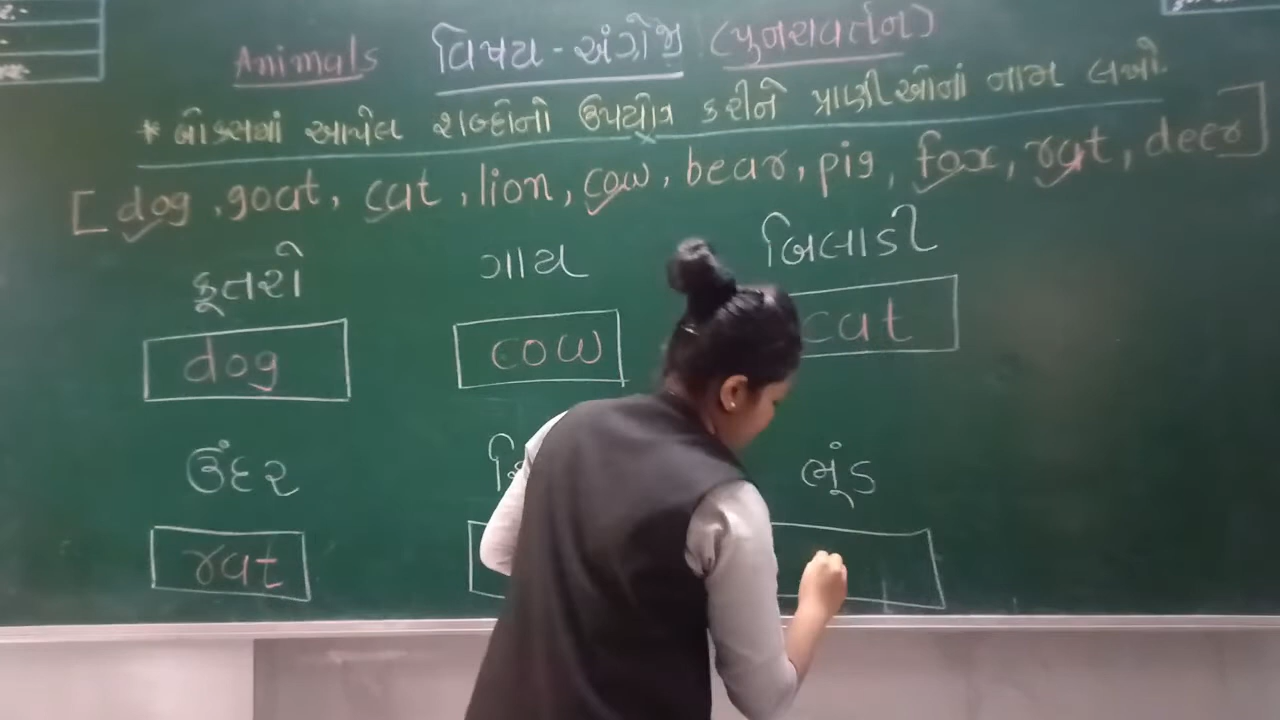 Animals વિષય - અંગ્રેજી (પુનરાવર્તન)
* બોક્સમાં આપેલ શબ્દોનો ઉપયોગ કરીને પ્રાણીઓનાં નામ લખો.
[dog, goat, cat, lion, cow, bear, pig, fox, rat, deer]
કૂતરો ગાય બિલાડી
dog cow cat
ઉંદર ભૂંડ
rat